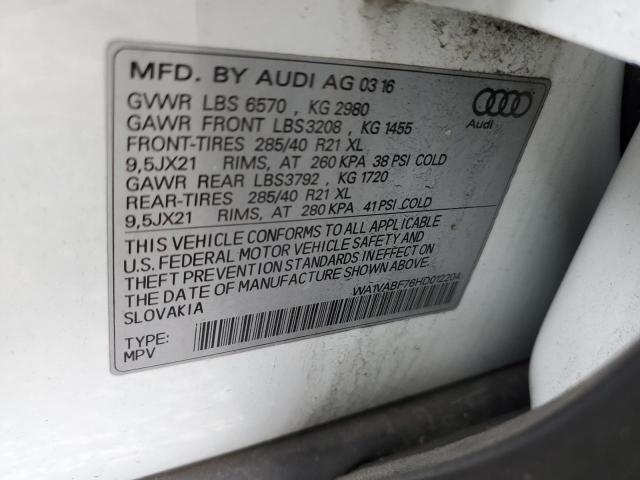 MFD. BY AUDI AG 03 16
GVWR LBS 6570 , KG 2980
GAWR FRONT LBS3208 , KG 1455
FRONT-TIRES 285/40 R21 XL
9,5JX21 RIMS, AT 260 KPA 38 PSI COLD
GAWR REAR LBS3792 , KG 1720
REAR-TIRES 285/40 R21 XL
9,5JX21 RIMS, AT 280 KPA 41 PSI COLD
THIS VEHICLE CONFORMS TO ALL APPLICABLE
U.S. FEDERAL MOTOR VEHICLE SAFETY AND
THEFT PREVENTION STANDARDS IN EFFECT ON
THE DATE OF MANUFACTURE SHOWN ABOVE.
SLOVAKIA
WA1VABF76HD012204
TYPE:
MPV
Audi